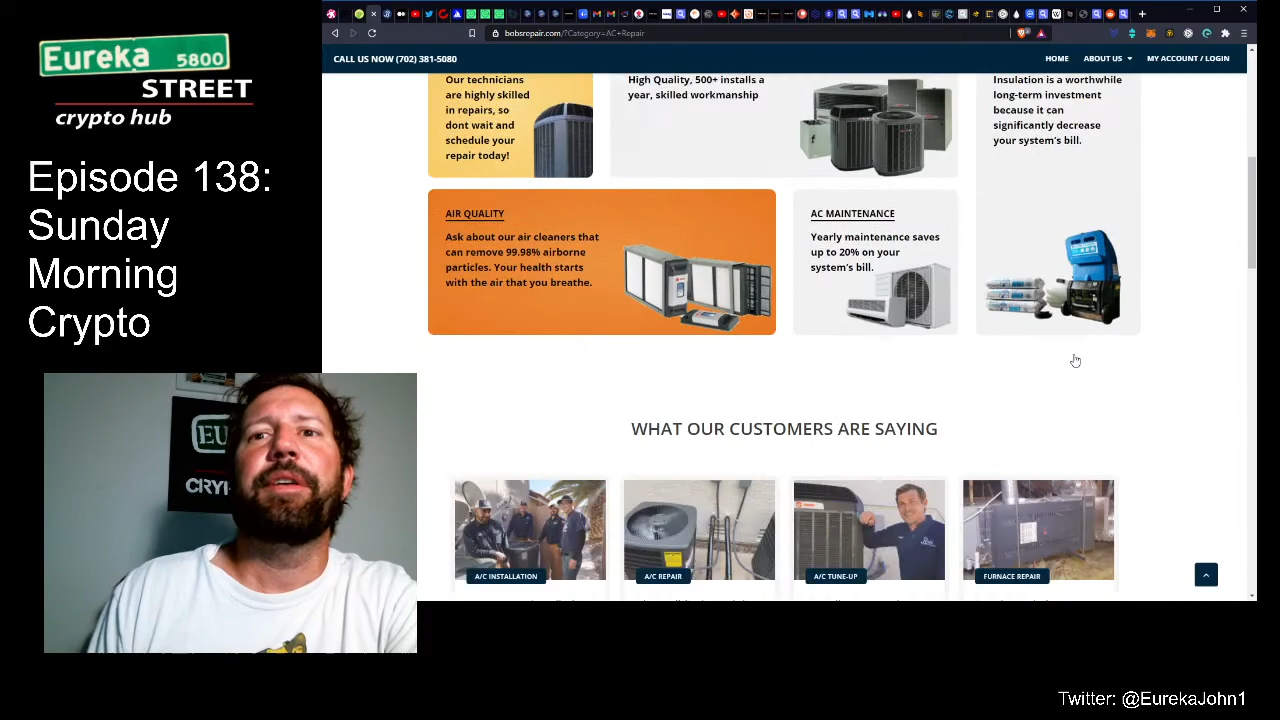 Eureka 5800
STREET
crypto hub
Episode 138:
Sunday
Morning
Crypto
bobsrepair.com/?Category=AC+Repair
CALL US NOW (702) 381-5080
HOME
ABOUT US
MY ACCOUNT / LOGIN
Our technicians
are highly skilled
in repairs, so
dont wait and
schedule your
repair today!
High Quality, 500+ installs a
year, skilled workmanship
Insulation is a worthwhile
long-term investment
because it can
significantly decrease
your system's bill.
AIR QUALITY
Ask about our air cleaners that
can remove 99.98% airborne
particles. Your health starts
with the air that you breathe.
AC MAINTENANCE
Yearly maintenance saves
up to 20% on your
system's bill.
WHAT OUR CUSTOMERS ARE SAYING
A/C INSTALLATION
A/C REPAIR
A/C TUNE-UP
FURNACE REPAIR
EU
CRYP
Twitter: @EurekaJohn1